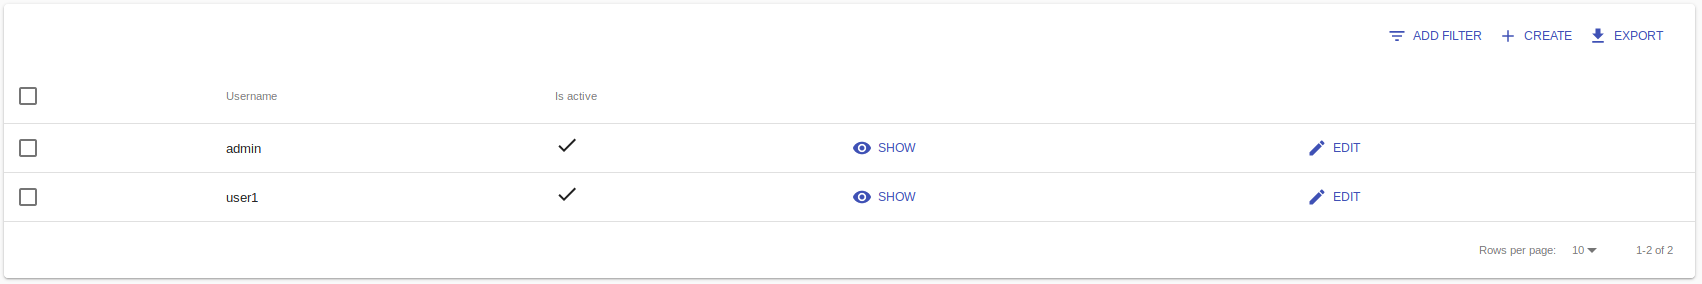 ADD FILTER CREATE EXPORT
Username Is active
admin SHOW EDIT
user1 SHOW EDIT
Rows per page: 10 1-2 of 2